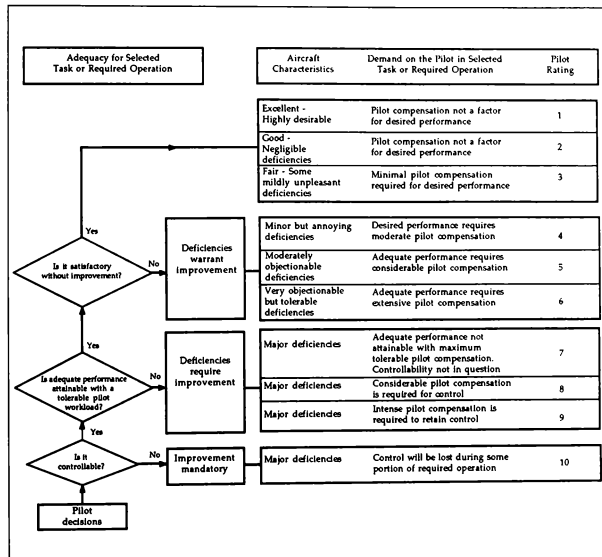 Adequacy for Selected
Task or Required Operation
Aircraft
Characteristics
Demand on the Pilot in Selected
Task or Required Operation
Pilot
Rating
Excellent -
Highly desirable
Pilot compensation not a factor
for desired performance
1
Good -
Negligible
deficiencies
Pilot compensation not a factor
for desired performance
2
Fair - Some
mildly unpleasant
deficiencies
Minimal pilot compensation
required for desired performance
3
Yes
Is it satisfactory
without improvement?
No
Deficiencies
warrant
improvement
Minor but annoying
deficiencies
Desired performance requires
moderate pilot compensation
4
Moderately
objectionable
deficiencies
Adequate performance requires
considerable pilot compensation
5
Very objectionable
but tolerable
deficiencies
Adequate performance requires
extensive pilot compensation
6
Yes
Is adequate performance
attainable with a
tolerable pilot
workload?
No
Deficiencies
require
improvement
Major deficiencies
Adequate performance not
attainable with maximum
tolerable pilot compensation.
Controllability not in question
7
Major deficiencies
Considerable pilot compensation
is required for control
8
Major deficiencies
Intense pilot compensation is
required to retain control
9
Yes
Is it
controllable?
No
Improvement
mandatory
Major deficiencies
Control will be lost during some
portion of required operation
10
Pilot
decisions